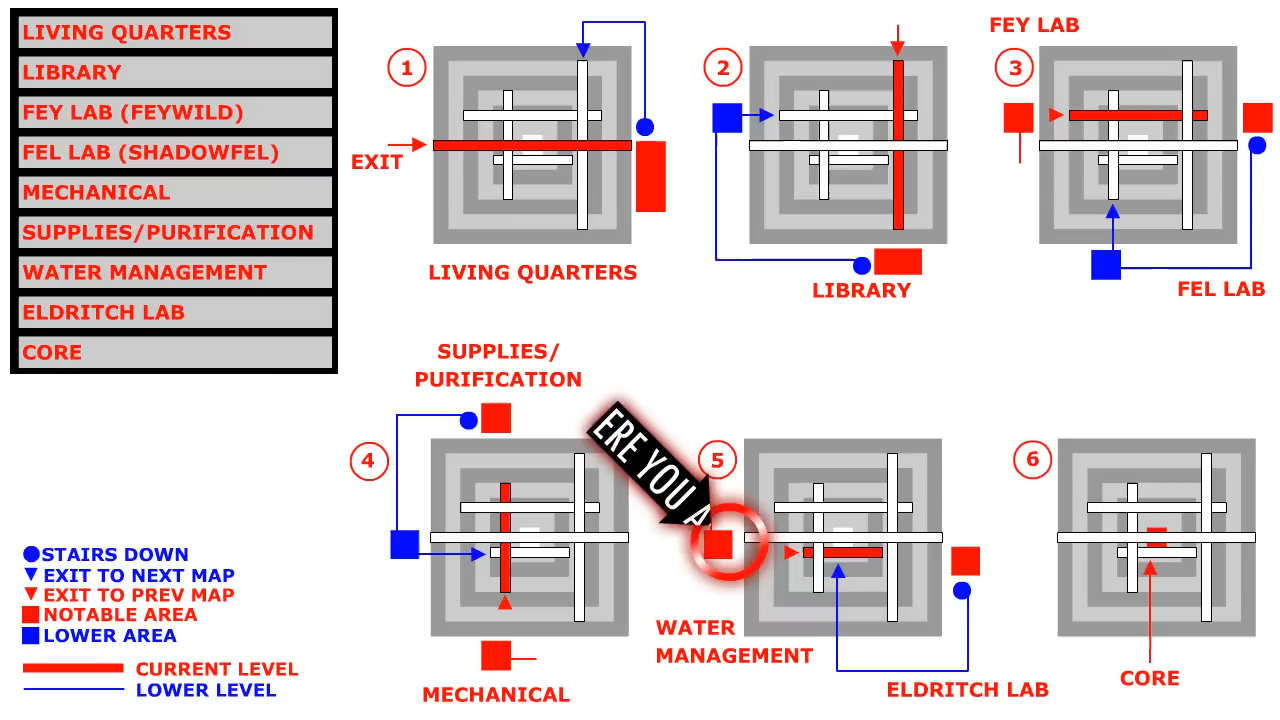 LIVING QUARTERS
LIBRARY
FEY LAB (FEYWILD)
FEL LAB (SHADOWFEL)
MECHANICAL
SUPPLIES/PURIFICATION
WATER MANAGEMENT
ELDRITCH LAB
CORE
1
EXIT
LIVING QUARTERS
2
LIBRARY
FEY LAB
3
FEL LAB
SUPPLIES/
PURIFICATION
4
MECHANICAL
ERE YOU A
5
WATER
MANAGEMENT
ELDRITCH LAB
6
CORE
STAIRS DOWN
EXIT TO NEXT MAP
EXIT TO PREV MAP
NOTABLE AREA
LOWER AREA
CURRENT LEVEL
LOWER LEVEL